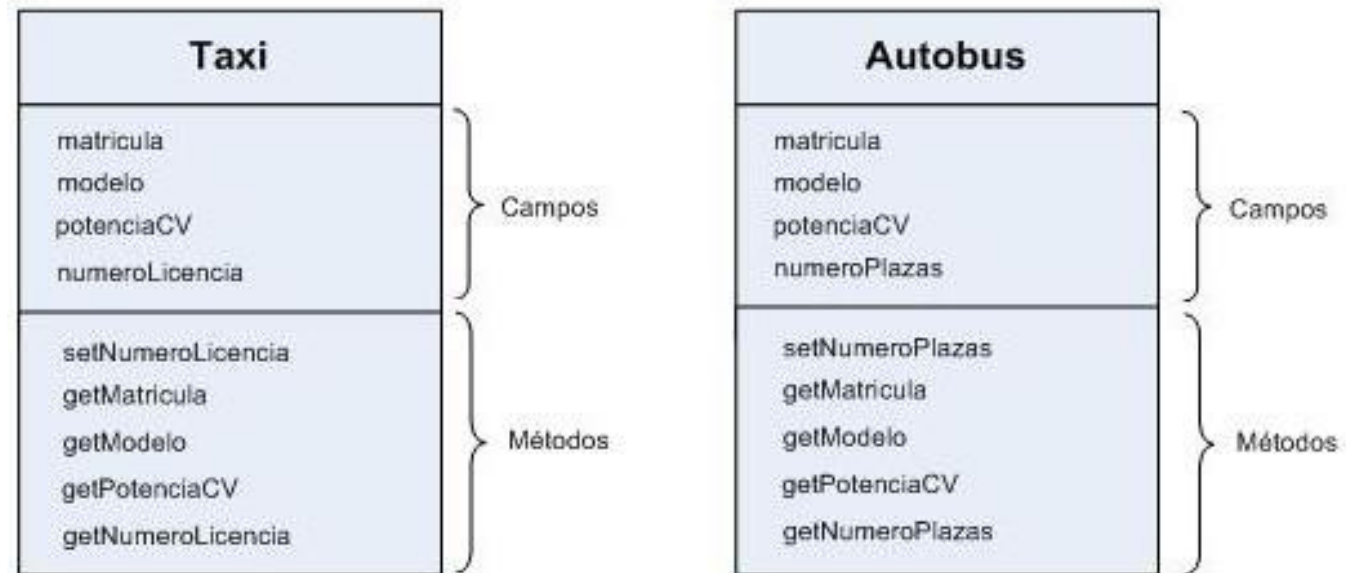 Taxi
matricula
modelo
potenciaCV
numeroLicencia
Campos
setNumeroLicencia
getMatricula
getModelo
getPotenciaCV
getNumeroLicencia
Métodos
Autobus
matricula
modelo
potenciaCV
numeroPlazas
Campos
setNumeroPlazas
getMatricula
getModelo
getPotenciaCV
getNumeroPlazas
Métodos